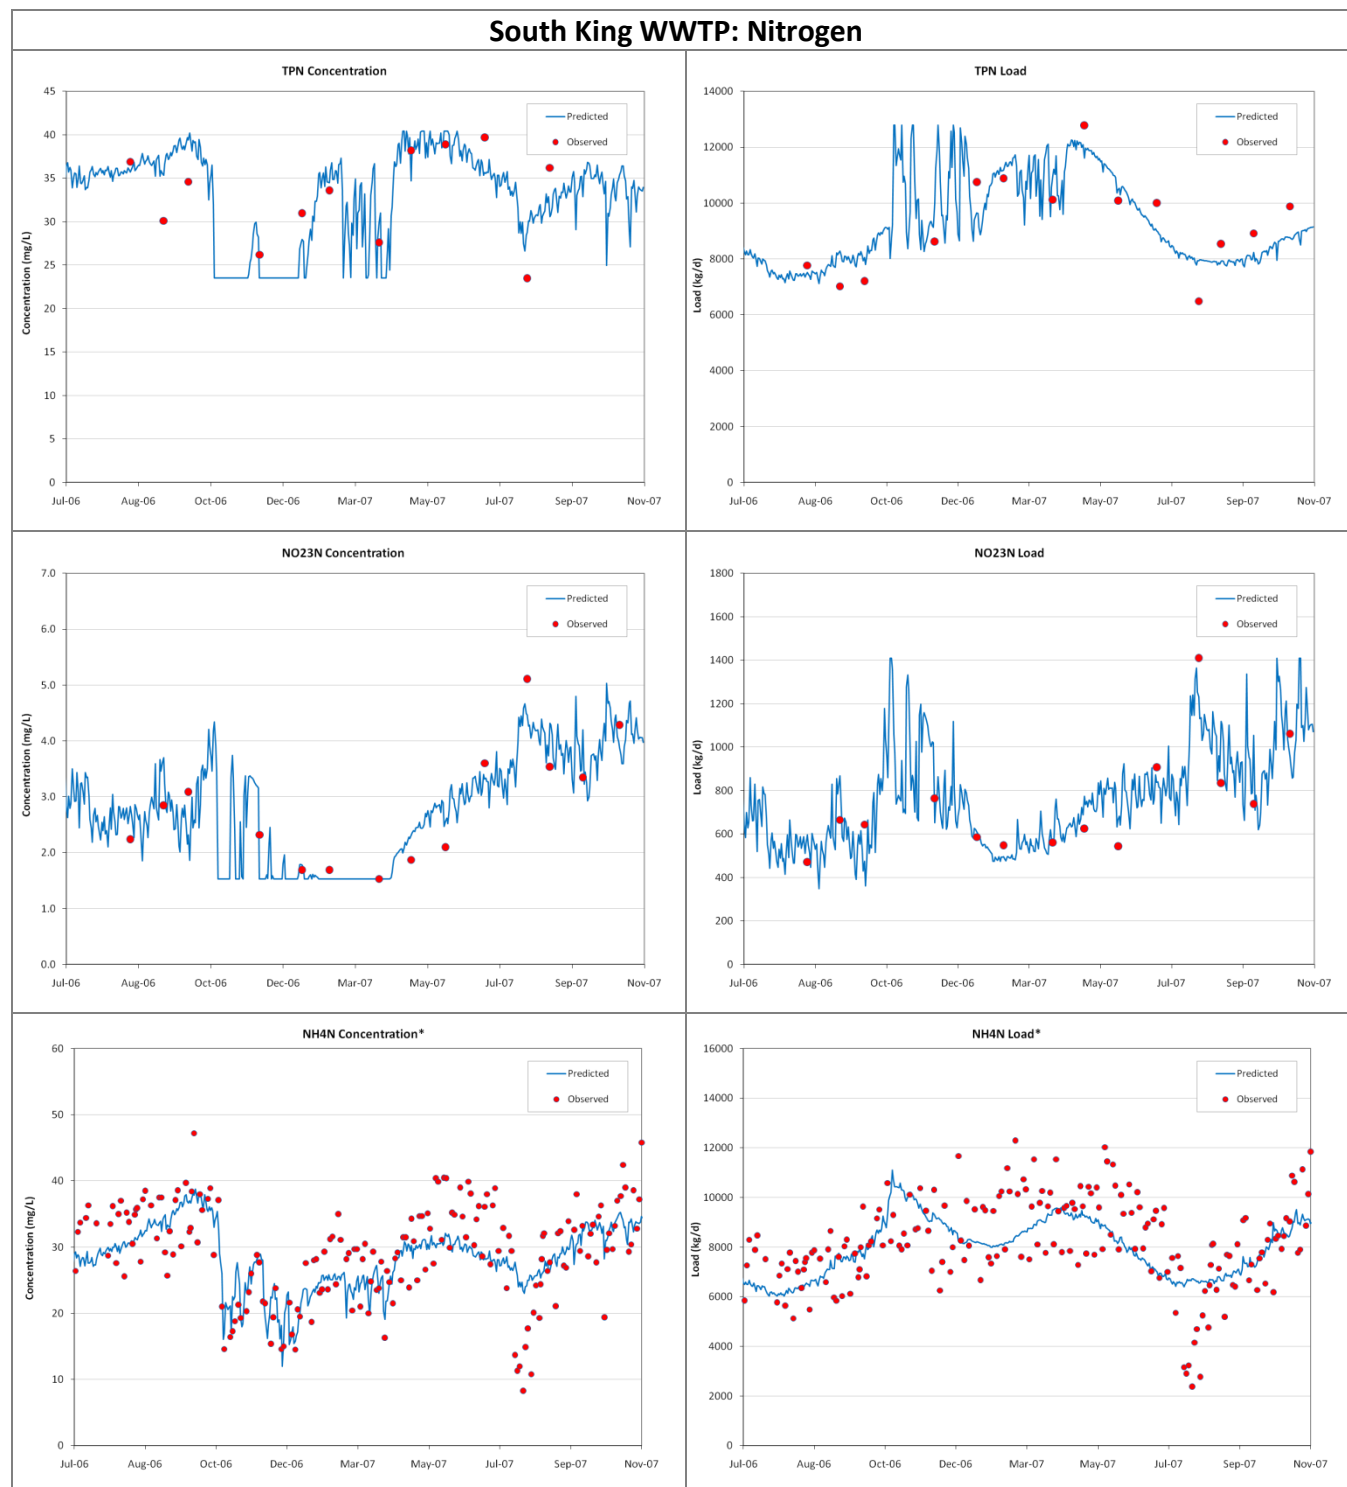 South King WWTP: Nitrogen
TPN Concentration
45
40
35
30
25
20
15
10
5
0
Concentration (mg/L)
Predicted
Observed
Jul-06 Aug-06 Oct-06 Dec-06 Mar-07 May-07 Jul-07 Sep-07 Nov-07
TPN Load
14000
12000
10000
8000
6000
4000
2000
0
Load (kg/d)
Predicted
Observed
Jul-06 Aug-06 Oct-06 Dec-06 Mar-07 May-07 Jul-07 Sep-07 Nov-07
NO23N Concentration
7.0
6.0
5.0
4.0
3.0
2.0
1.0
0.0
Concentration (mg/L)
Predicted
Observed
Jul-06 Aug-06 Oct-06 Dec-06 Mar-07 May-07 Jul-07 Sep-07 Nov-07
NO23N Load
1800
1600
1400
1200
1000
800
600
400
200
0
Load (kg/d)
Predicted
Observed
Jul-06 Aug-06 Oct-06 Dec-06 Mar-07 May-07 Jul-07 Sep-07 Nov-07
NH4N Concentration*
60
50
40
30
20
10
0
Concentration (mg/L)
Predicted
Observed
Jul-06 Aug-06 Oct-06 Dec-06 Mar-07 May-07 Jul-07 Sep-07 Nov-07
NH4N Load*
16000
14000
12000
10000
8000
6000
4000
2000
0
Load (kg/d)
Predicted
Observed
Jul-06 Aug-06 Oct-06 Dec-06 Mar-07 May-07 Jul-07 Sep-07 Nov-07